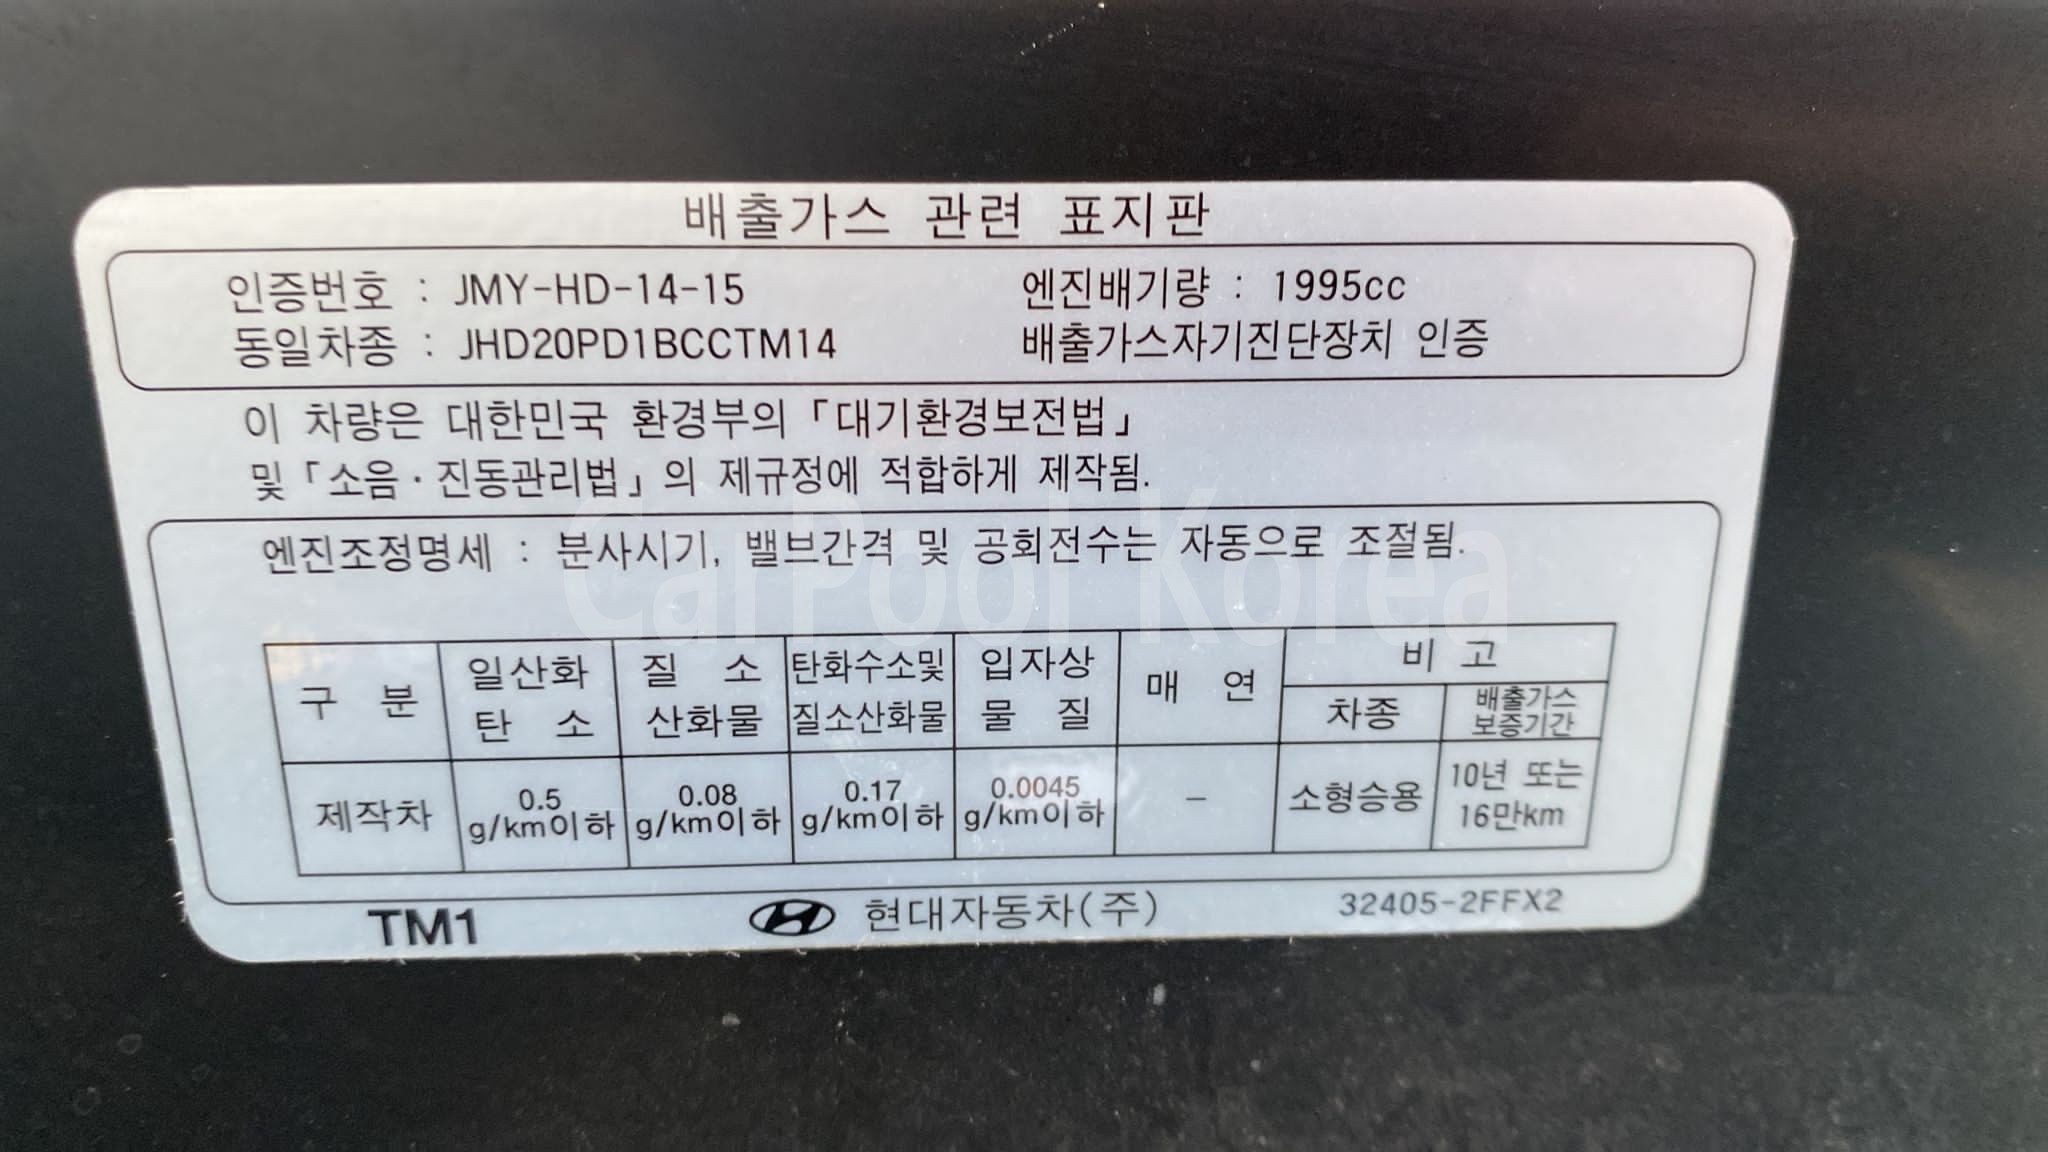 배출가스 관련 표지판
인증번호 : JMY-HD-14-15
엔진배기량 : 1995cc
동일차종 : JHD20PD1BCCTM14
배출가스자기진단장치 인증
이 차량은 대한민국 환경부의 「대기환경보전법」
및 「소음·진동관리법」의 제규정에 적합하게 제작됨.
엔진조정명세 : 분사시기, 밸브간격 및 공회전수는 자동으로 조절됨.
CarPool Korea
구 분
일산화
탄 소
질 소
산화물
탄화수소및
질소산화물
입자상
물 질
매 연
비 고
차종
배출가스
보증기간
제작차
0.5
g/km이하
0.08
g/km이하
0.17
g/km이하
0.0045
g/km이하
–
소형승용
10년 또는
16만km
TM1
현대자동차(주)
32405-2FFX2